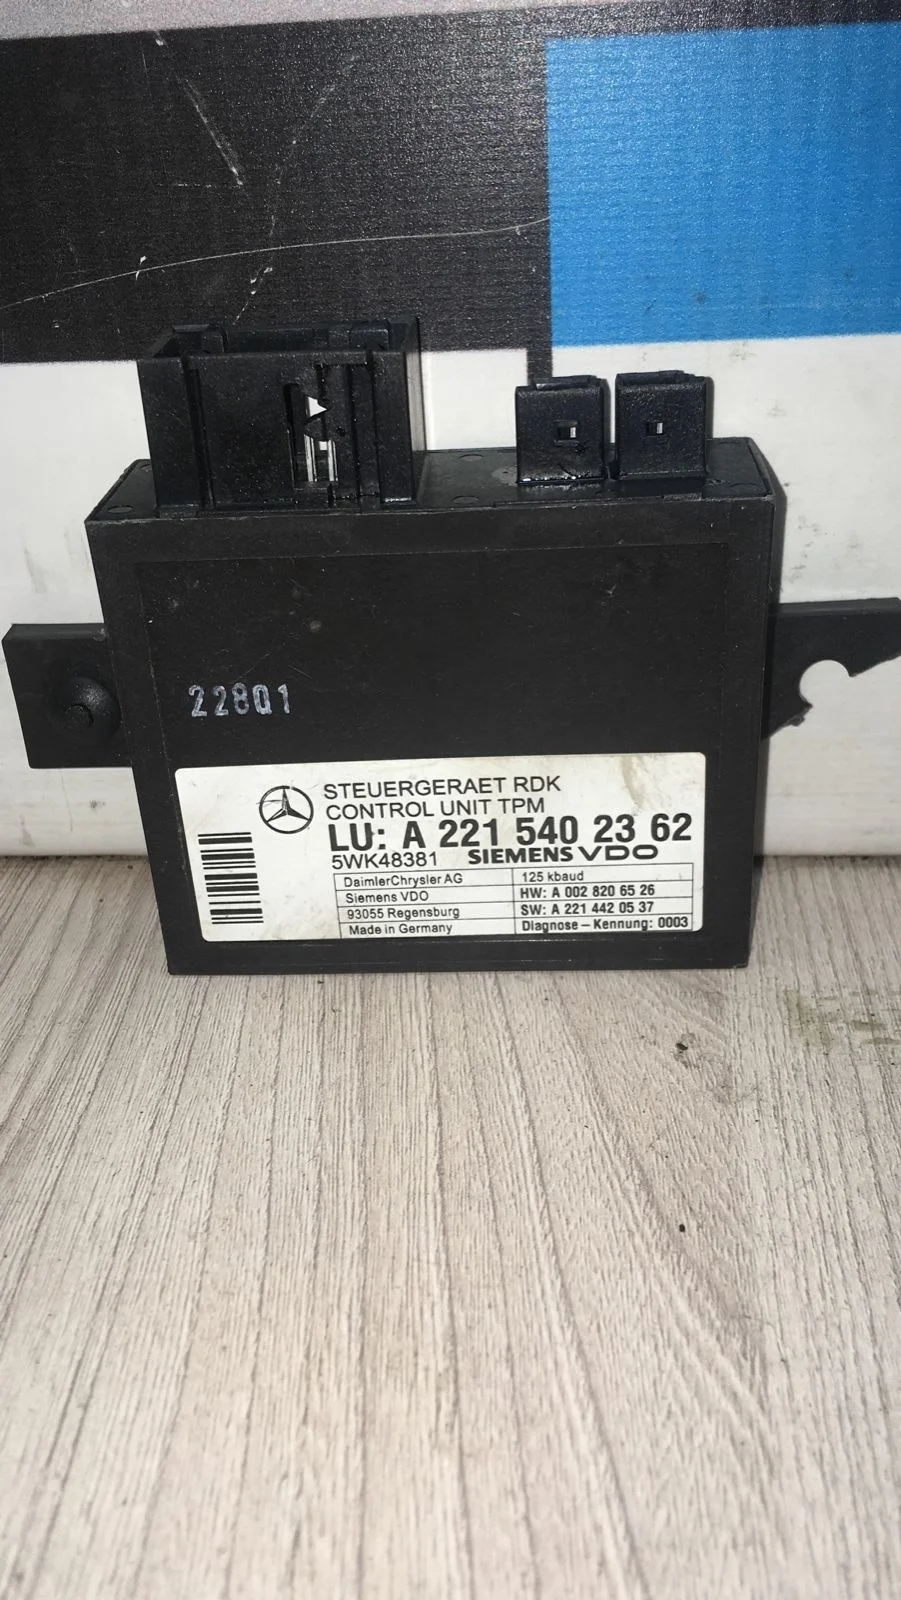 22801
STEUERGERAET RDK
CONTROL UNIT TPM
LU: A 221 540 23 62
5WK48381 SIEMENS VDO
DaimlerChrysler AG 125 kbaud
Siemens VDO HW: A 002 820 65 26
93055 Regensburg SW: A 221 442 05 37
Made in Germany Diagnose – Kennung: 0003